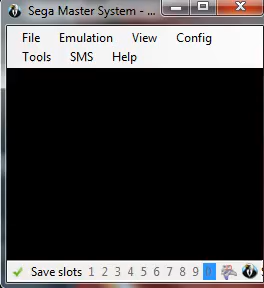 Sega Master System - ...
File Emulation View Config
Tools SMS Help
Save slots 1 2 3 4 5 6 7 8 9 0